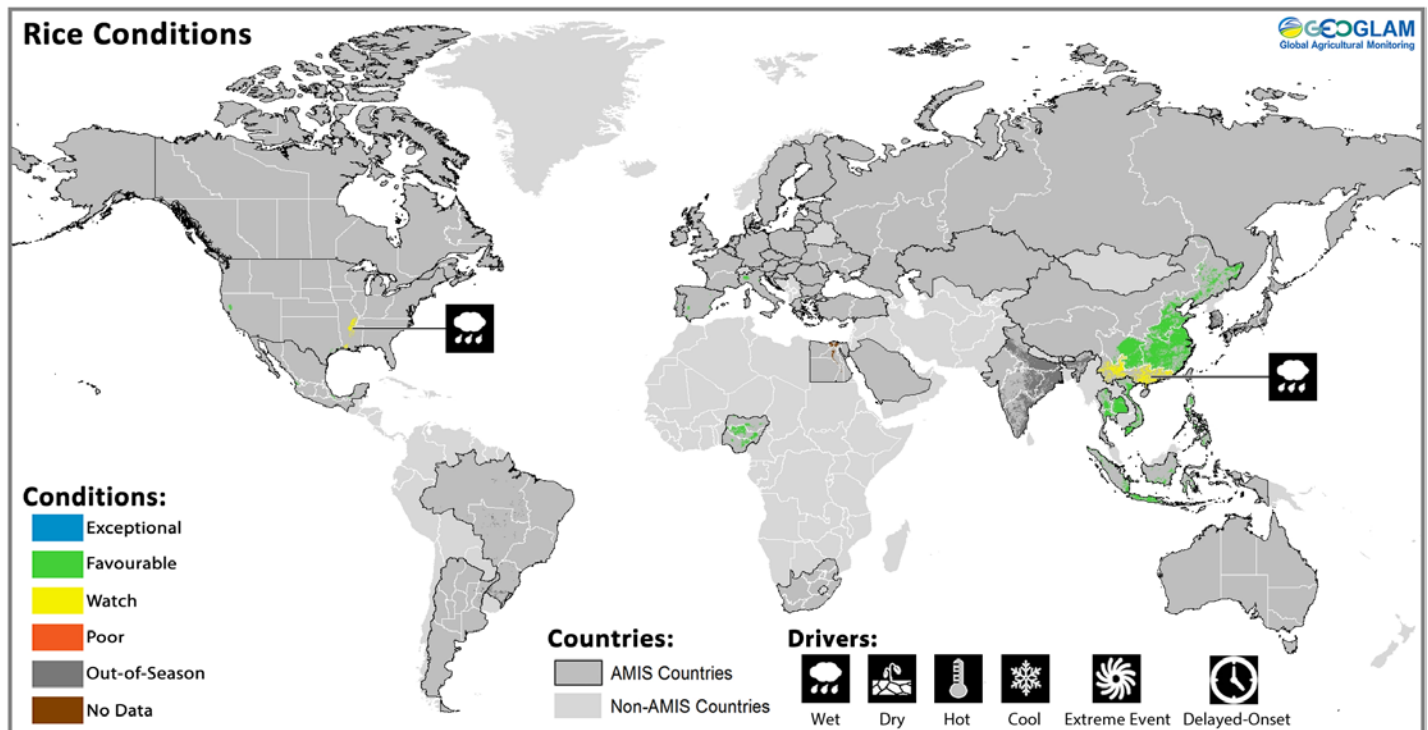 Rice Conditions
GEOGLAM
Global Agricultural Monitoring
Conditions:
Exceptional
Favourable
Watch
Poor
Out-of-Season
No Data
Countries:
AMIS Countries
Non-AMIS Countries
Drivers:
Wet
Dry
Hot
Cool
Extreme Event
Delayed-Onset